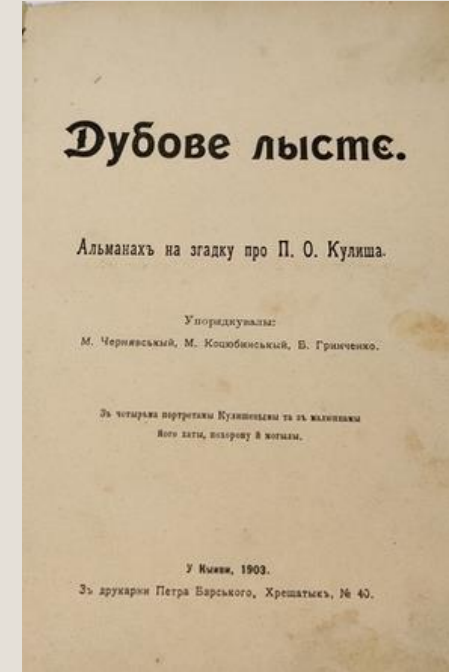 Дубове лыстє.
Альманахъ на згадку про П. О. Кулиша.
Упорядкувалы:
М. Чернявськый, М. Коцюбинськый, Б. Гринченко.
Зъ четырьма портретамы Кулишевымы та зъ малюнкамы
його хаты, похорону й могылы.
У Кыиви, 1903.
Зъ друкарни Петра Барського, Хрещатыкъ, № 40.